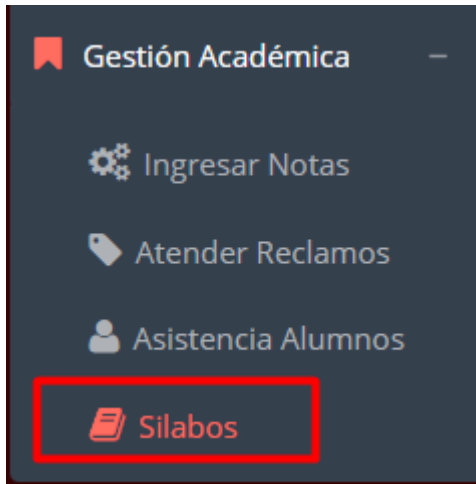 Gestión Académica
Ingresar Notas
Atender Reclamos
Asistencia Alumnos
Silabos